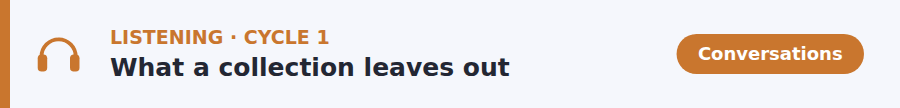 LISTENING · CYCLE 1
What a collection leaves out
Conversations